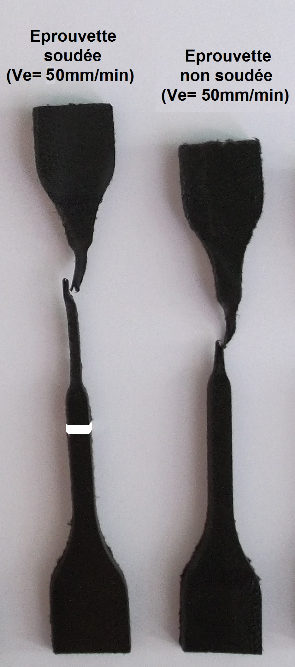 Eprouvette
soudée
(Ve= 50mm/min)
Eprouvette
non soudée
(Ve= 50mm/min)